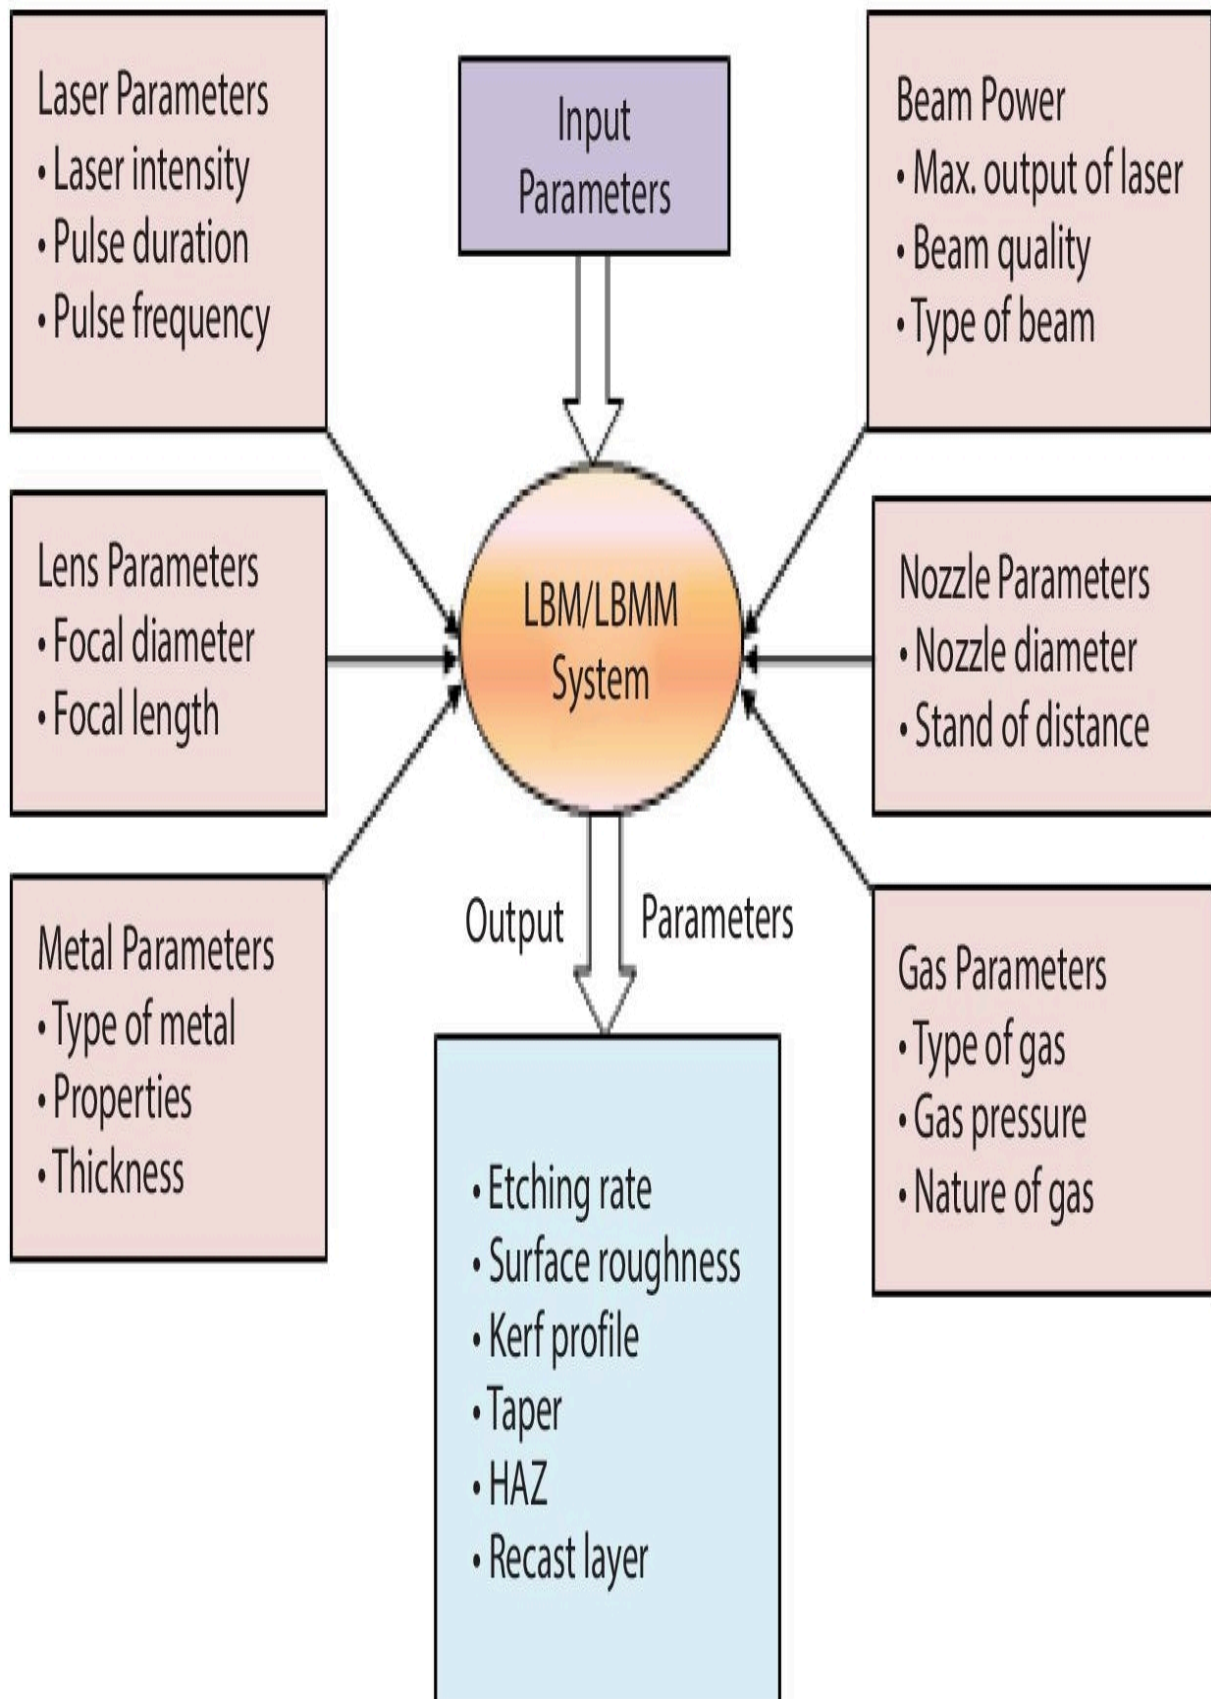 Laser Parameters
• Laser intensity
• Pulse duration
• Pulse frequency
Input
Parameters
Beam Power
• Max. output of laser
• Beam quality
• Type of beam
Lens Parameters
• Focal diameter
• Focal length
LBM/LBMM
System
Nozzle Parameters
• Nozzle diameter
• Stand of distance
Metal Parameters
• Type of metal
• Properties
• Thickness
Output Parameters
Gas Parameters
• Type of gas
• Gas pressure
• Nature of gas
• Etching rate
• Surface roughness
• Kerf profile
• Taper
• HAZ
• Recast layer